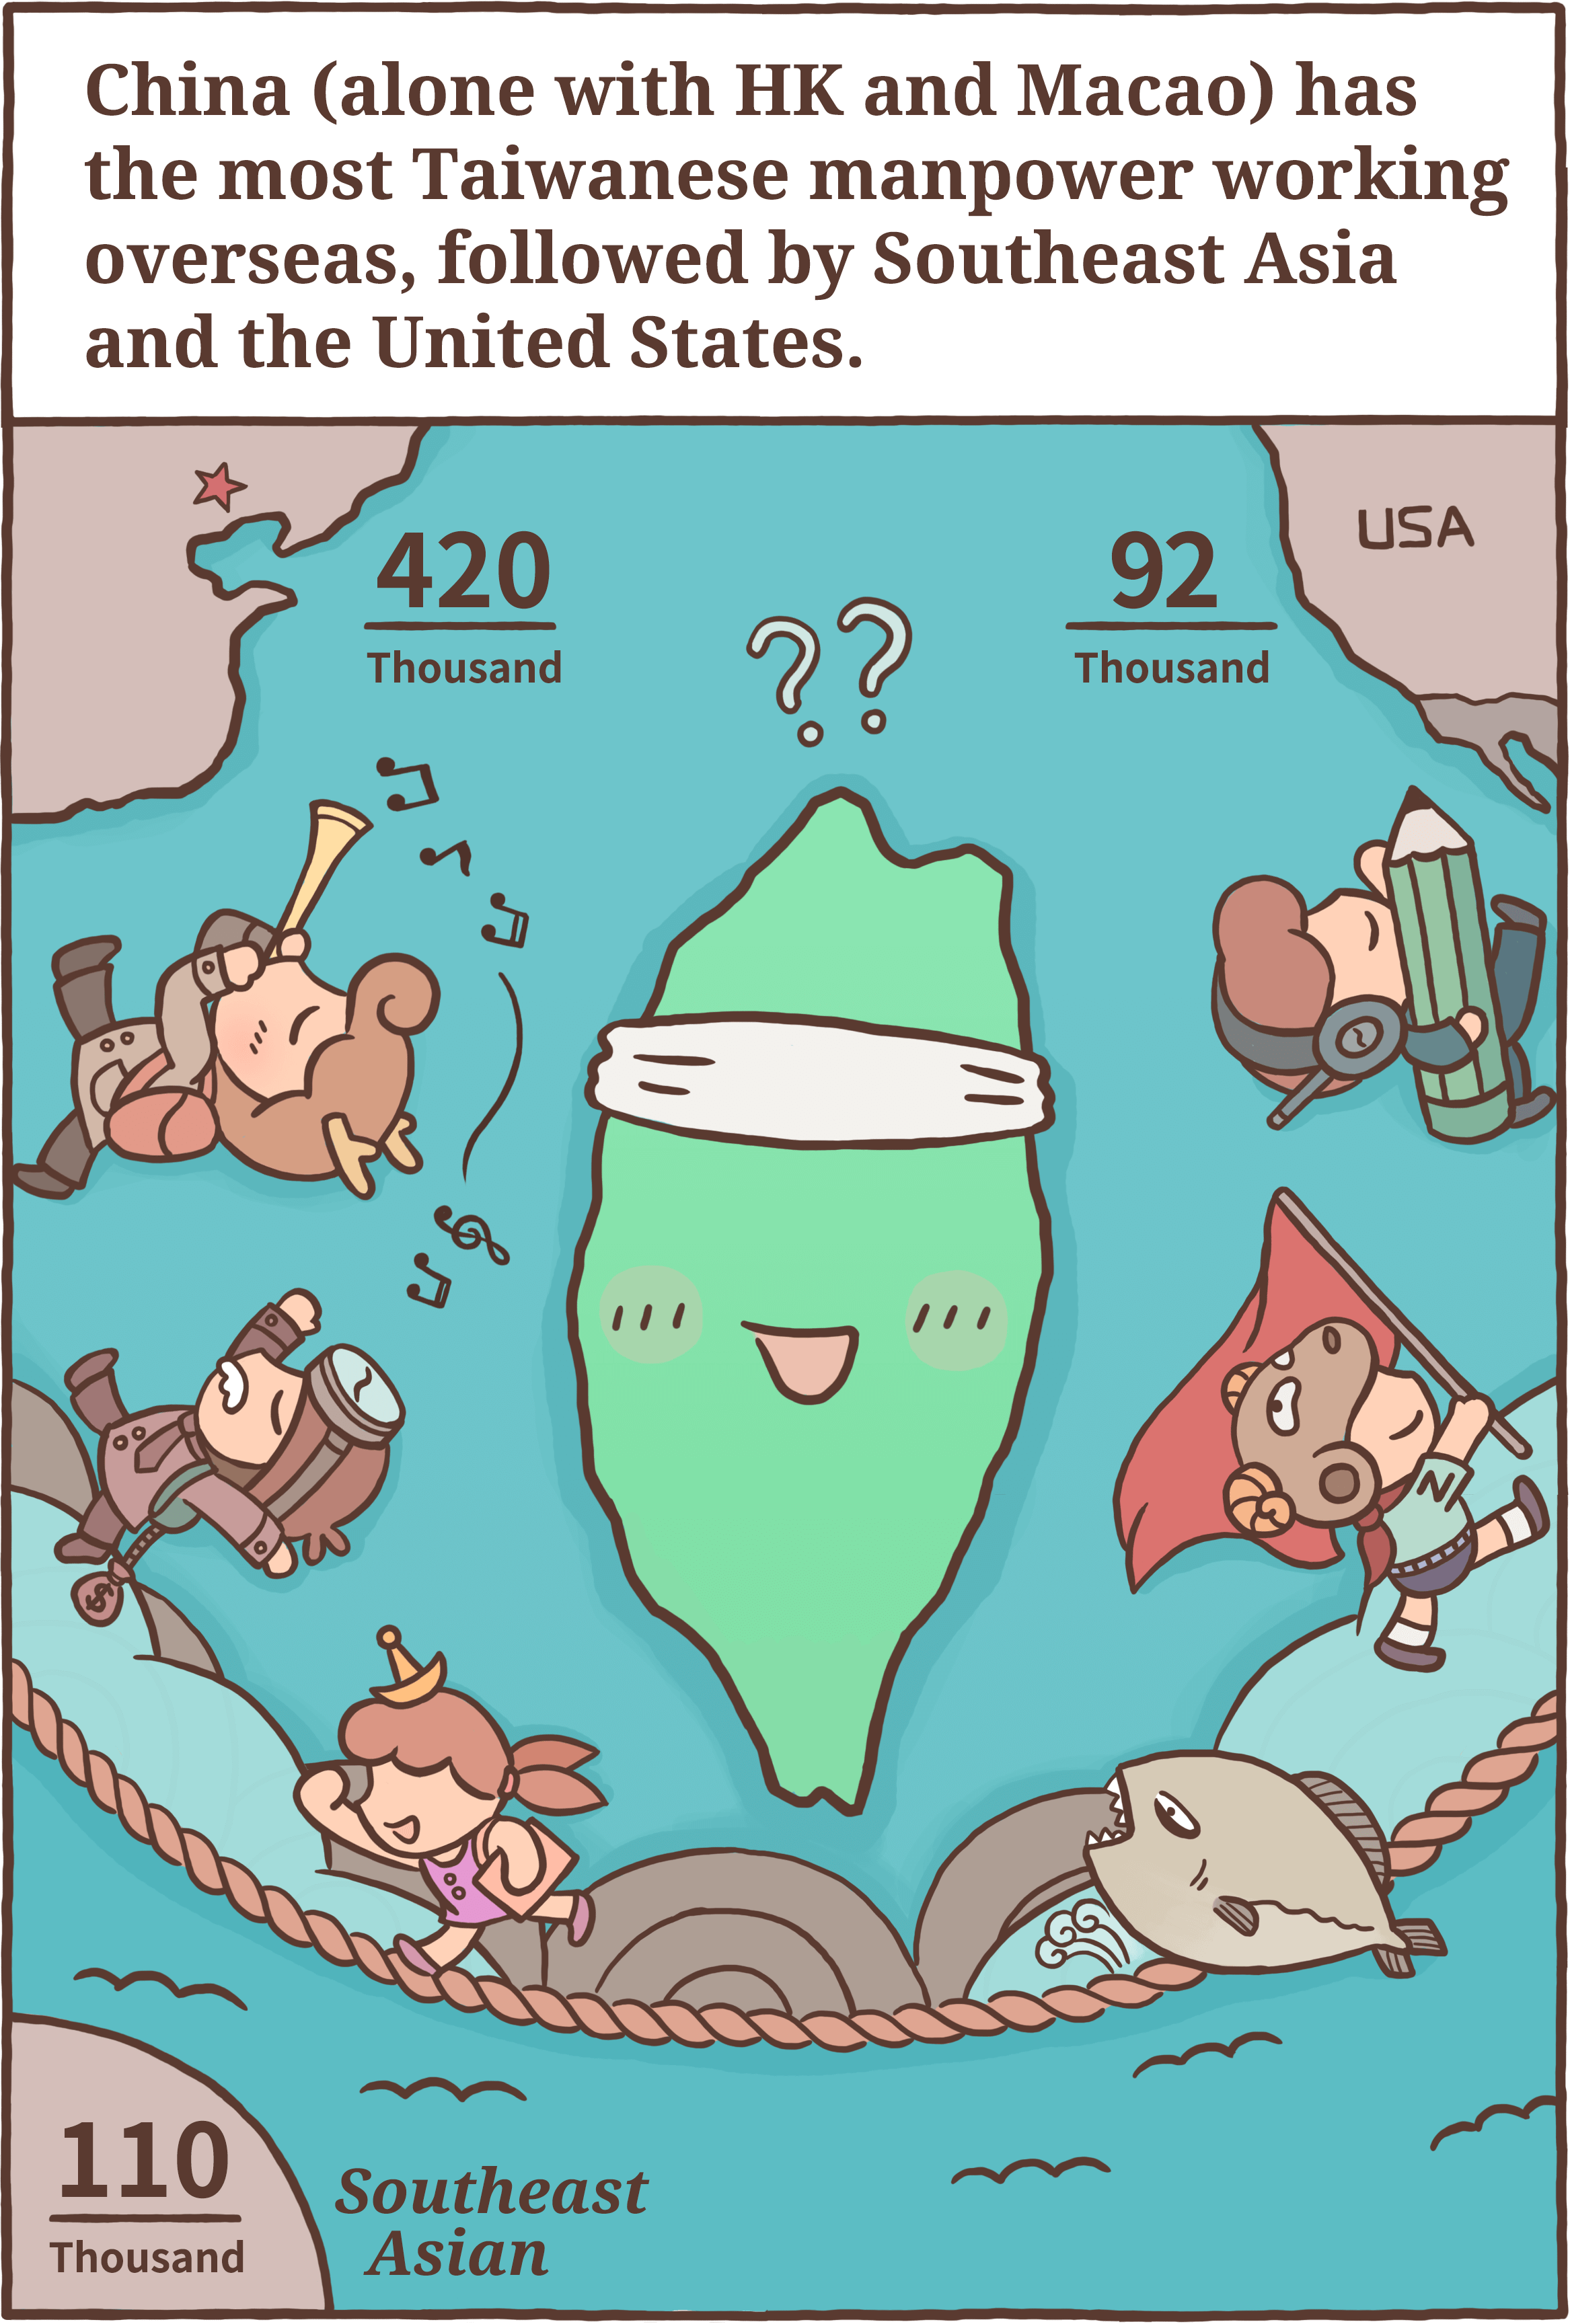 China (alone with HK and Macao) has
the most Taiwanese manpower working
overseas, followed by Southeast Asia
and the United States.
USA
420
Thousand
92
Thousand
??
N
$
110
Thousand
Southeast
Asian